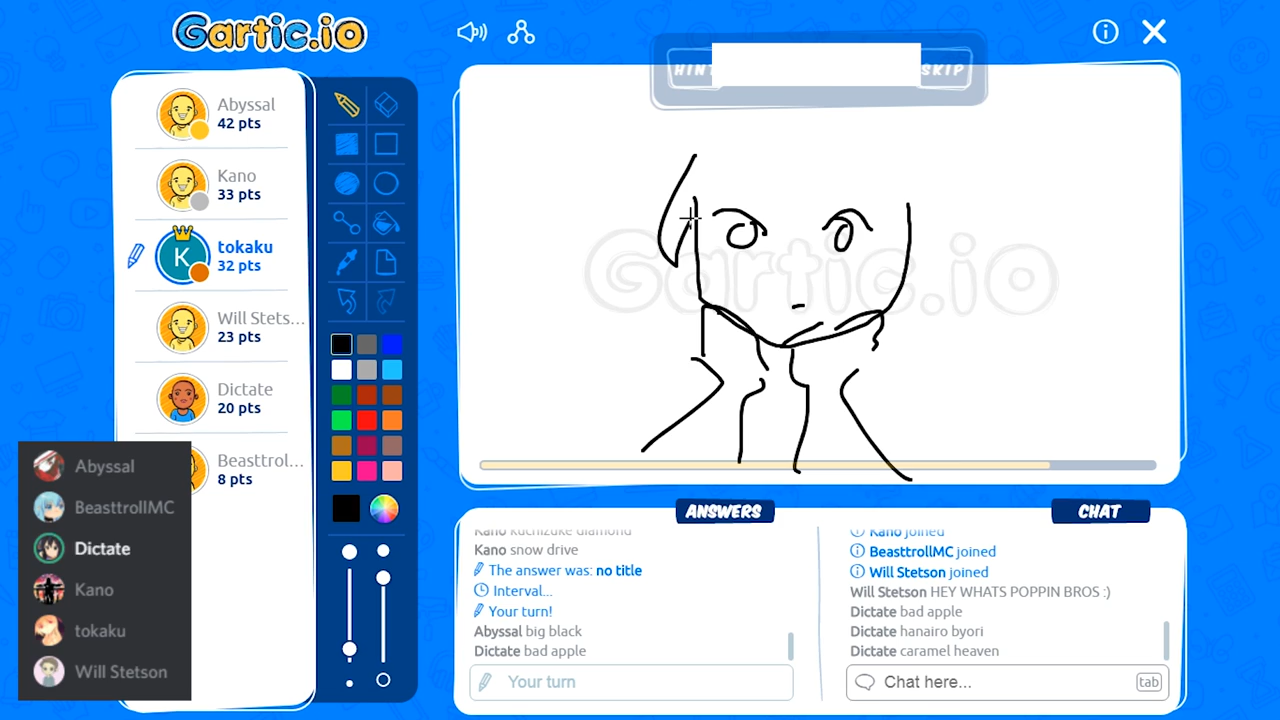 Gartic.io
HINT
SKIP
Abyssal
42 pts
Kano
33 pts
K
tokaku
32 pts
Will Stets...
23 pts
Dictate
20 pts
Beasttrol...
8 pts
Abyssal
BeasttrollMC
Dictate
Kano
tokaku
Will Stetson
Gartic.io
ANSWERS
Kano kuchizuke diamond
Kano snow drive
The answer was: no title
Interval...
Your turn!
Abyssal big black
Dictate bad apple
Your turn
CHAT
Kano joined
BeasttrollMC joined
Will Stetson joined
Will Stetson HEY WHATS POPPIN BROS :)
Dictate bad apple
Dictate hanairo byori
Dictate caramel heaven
Chat here...
tab